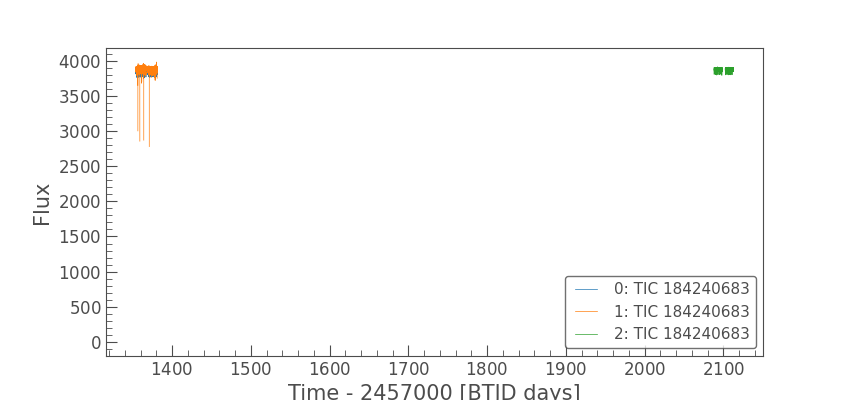 4000
3500
3000
2500
2000
1500
1000
500
0
Flux
0: TIC 184240683
1: TIC 184240683
2: TIC 184240683
1400 1500 1600 1700 1800 1900 2000 2100
Time - 2457000 [BTJD days]